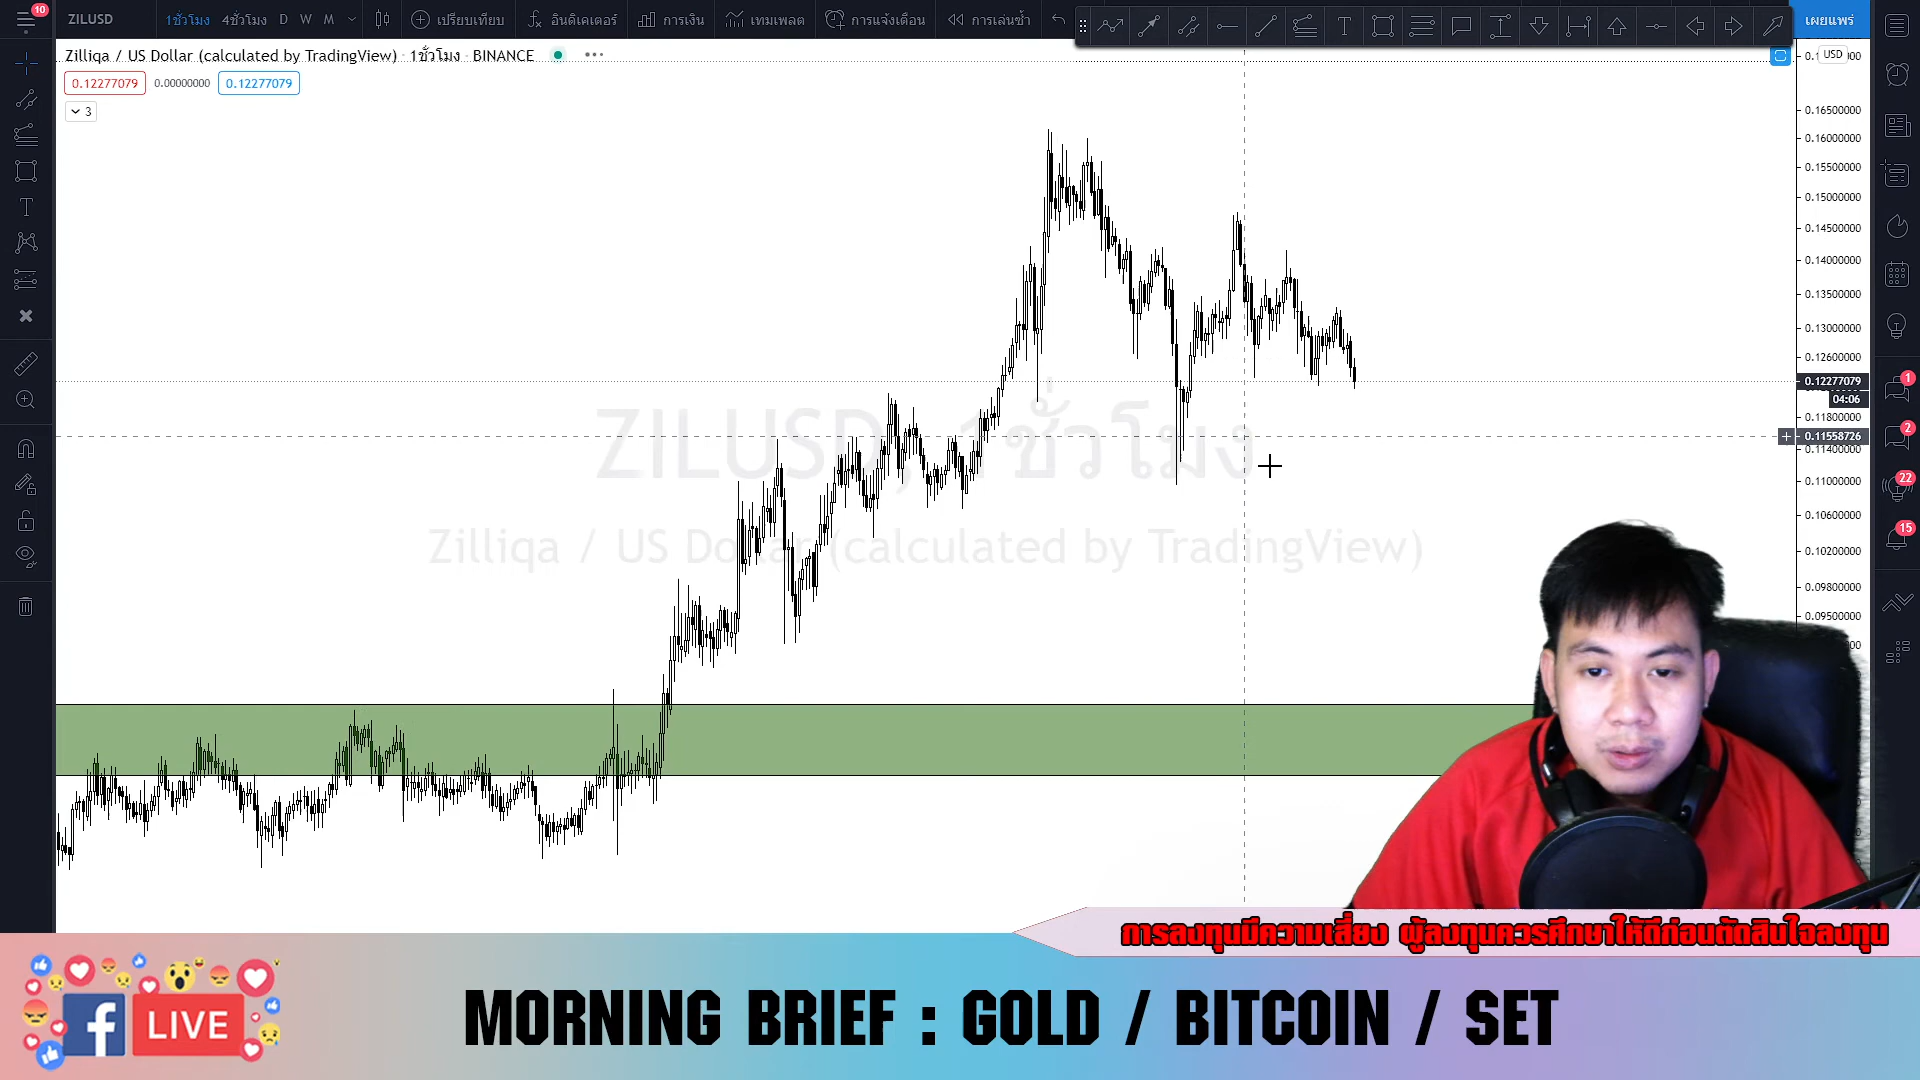 10
ZILUSD
1ชั่วโมง 4ชั่วโมง D W M
เปรียบเทียบ
อินดิเคเตอร์
การเงิน
เทมเพลต
การแจ้งเตือน
การเล่นซ้ำ
เผยแพร่
Zilliqa / US Dollar (calculated by TradingView) · 1ชั่วโมง · BINANCE
0.12277079 0.00000000 0.12277079
3
USD
0.16500000
0.16000000
0.15500000
0.15000000
0.14500000
0.14000000
0.13500000
0.13000000
0.12600000
0.12277079
04:06
0.11800000
0.11558726
0.11400000
0.11000000
0.10600000
0.10200000
0.09800000
0.09500000
1
2
22
15
ZILUSD, 1ชั่วโมง
Zilliqa / US Dollar (calculated by TradingView)
การลงทุนมีความเสี่ยง ผู้ลงทุนควรศึกษาให้ดีก่อนตัดสินใจลงทุน
f LIVE
MORNING BRIEF : GOLD / BITCOIN / SET